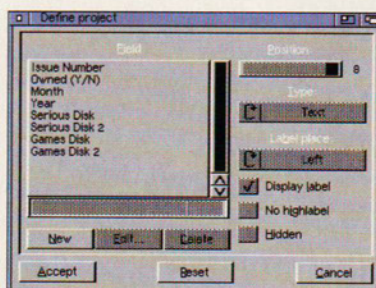 Define project
Field
Issue Number
Owned (Y/N)
Month
Year
Serious Disk
Serious Disk 2
Games Disk
Games Disk 2
New
Edit...
Delete
Position
8
Type:
Text
Label place:
Left
Display label
No highlabel
Hidden
Accept
Reset
Cancel